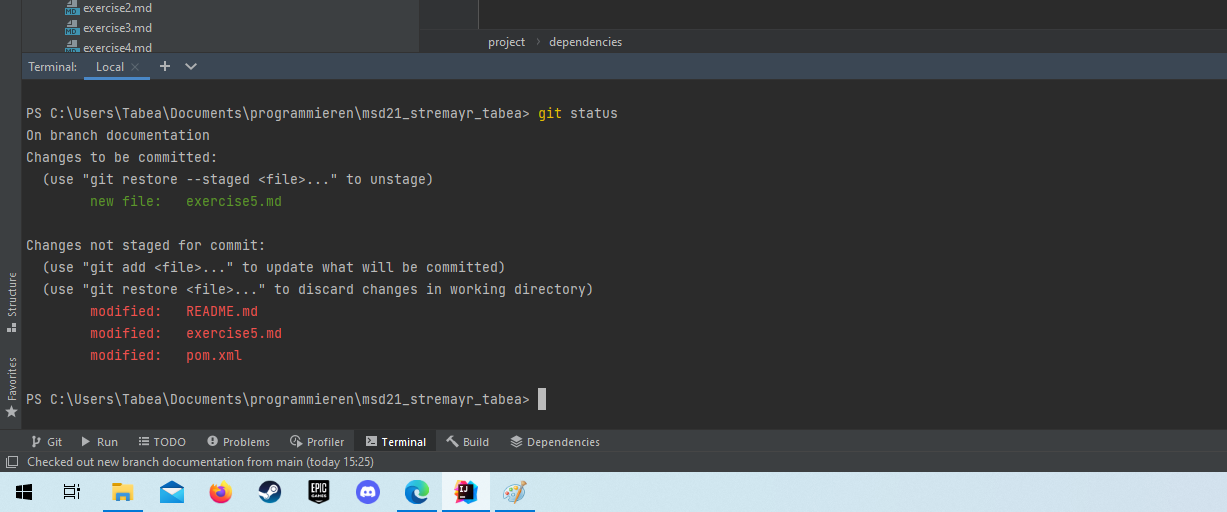 exercise2.md
exercise3.md
exercise4.md
project > dependencies
Terminal: Local × +
PS C:\Users\Tabea\Documents\programmieren\msd21_stremayr_tabea> git status
On branch documentation
Changes to be committed:
(use "git restore --staged <file>..." to unstage)
new file: exercise5.md
Changes not staged for commit:
(use "git add <file>..." to update what will be committed)
(use "git restore <file>..." to discard changes in working directory)
modified: README.md
modified: exercise5.md
modified: pom.xml
PS C:\Users\Tabea\Documents\programmieren\msd21_stremayr_tabea>
Structure
Favorites
Git Run TODO Problems Profiler Terminal Build Dependencies
Checked out new branch documentation from main (today 15:25)
EPIC GAMES
IJ